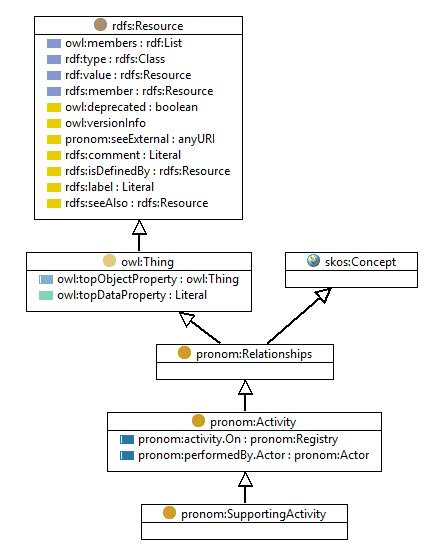 rdfs:Resource
owl:members : rdf:List
rdf:type : rdfs:Class
rdf:value : rdfs:Resource
rdfs:member : rdfs:Resource
owl:deprecated : boolean
owl:versionInfo
pronom:seeExternal : anyURI
rdfs:comment : Literal
rdfs:isDefinedBy : rdfs:Resource
rdfs:label : Literal
rdfs:seeAlso : rdfs:Resource
owl:Thing
owl:topObjectProperty : owl:Thing
owl:topDataProperty : Literal
skos:Concept
pronom:Relationships
pronom:Activity
pronom:activity.On : pronom:Registry
pronom:performedBy.Actor : pronom:Actor
pronom:SupportingActivity